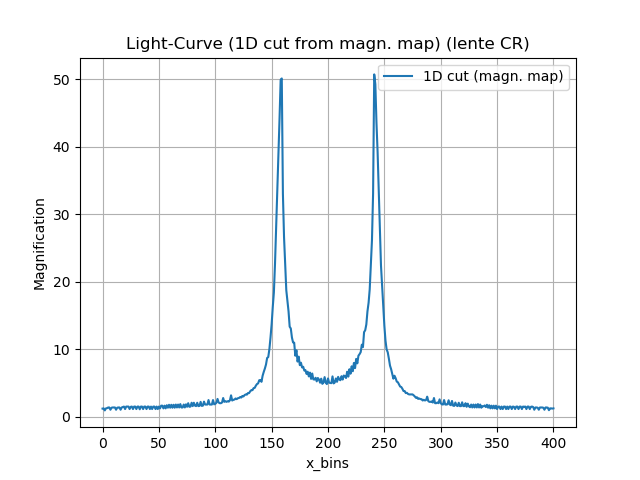 Light-Curve (1D cut from magn. map) (lente CR)
1D cut (magn. map)
Magnification
50
40
30
20
10
0
0 50 100 150 200 250 300 350 400
x_bins